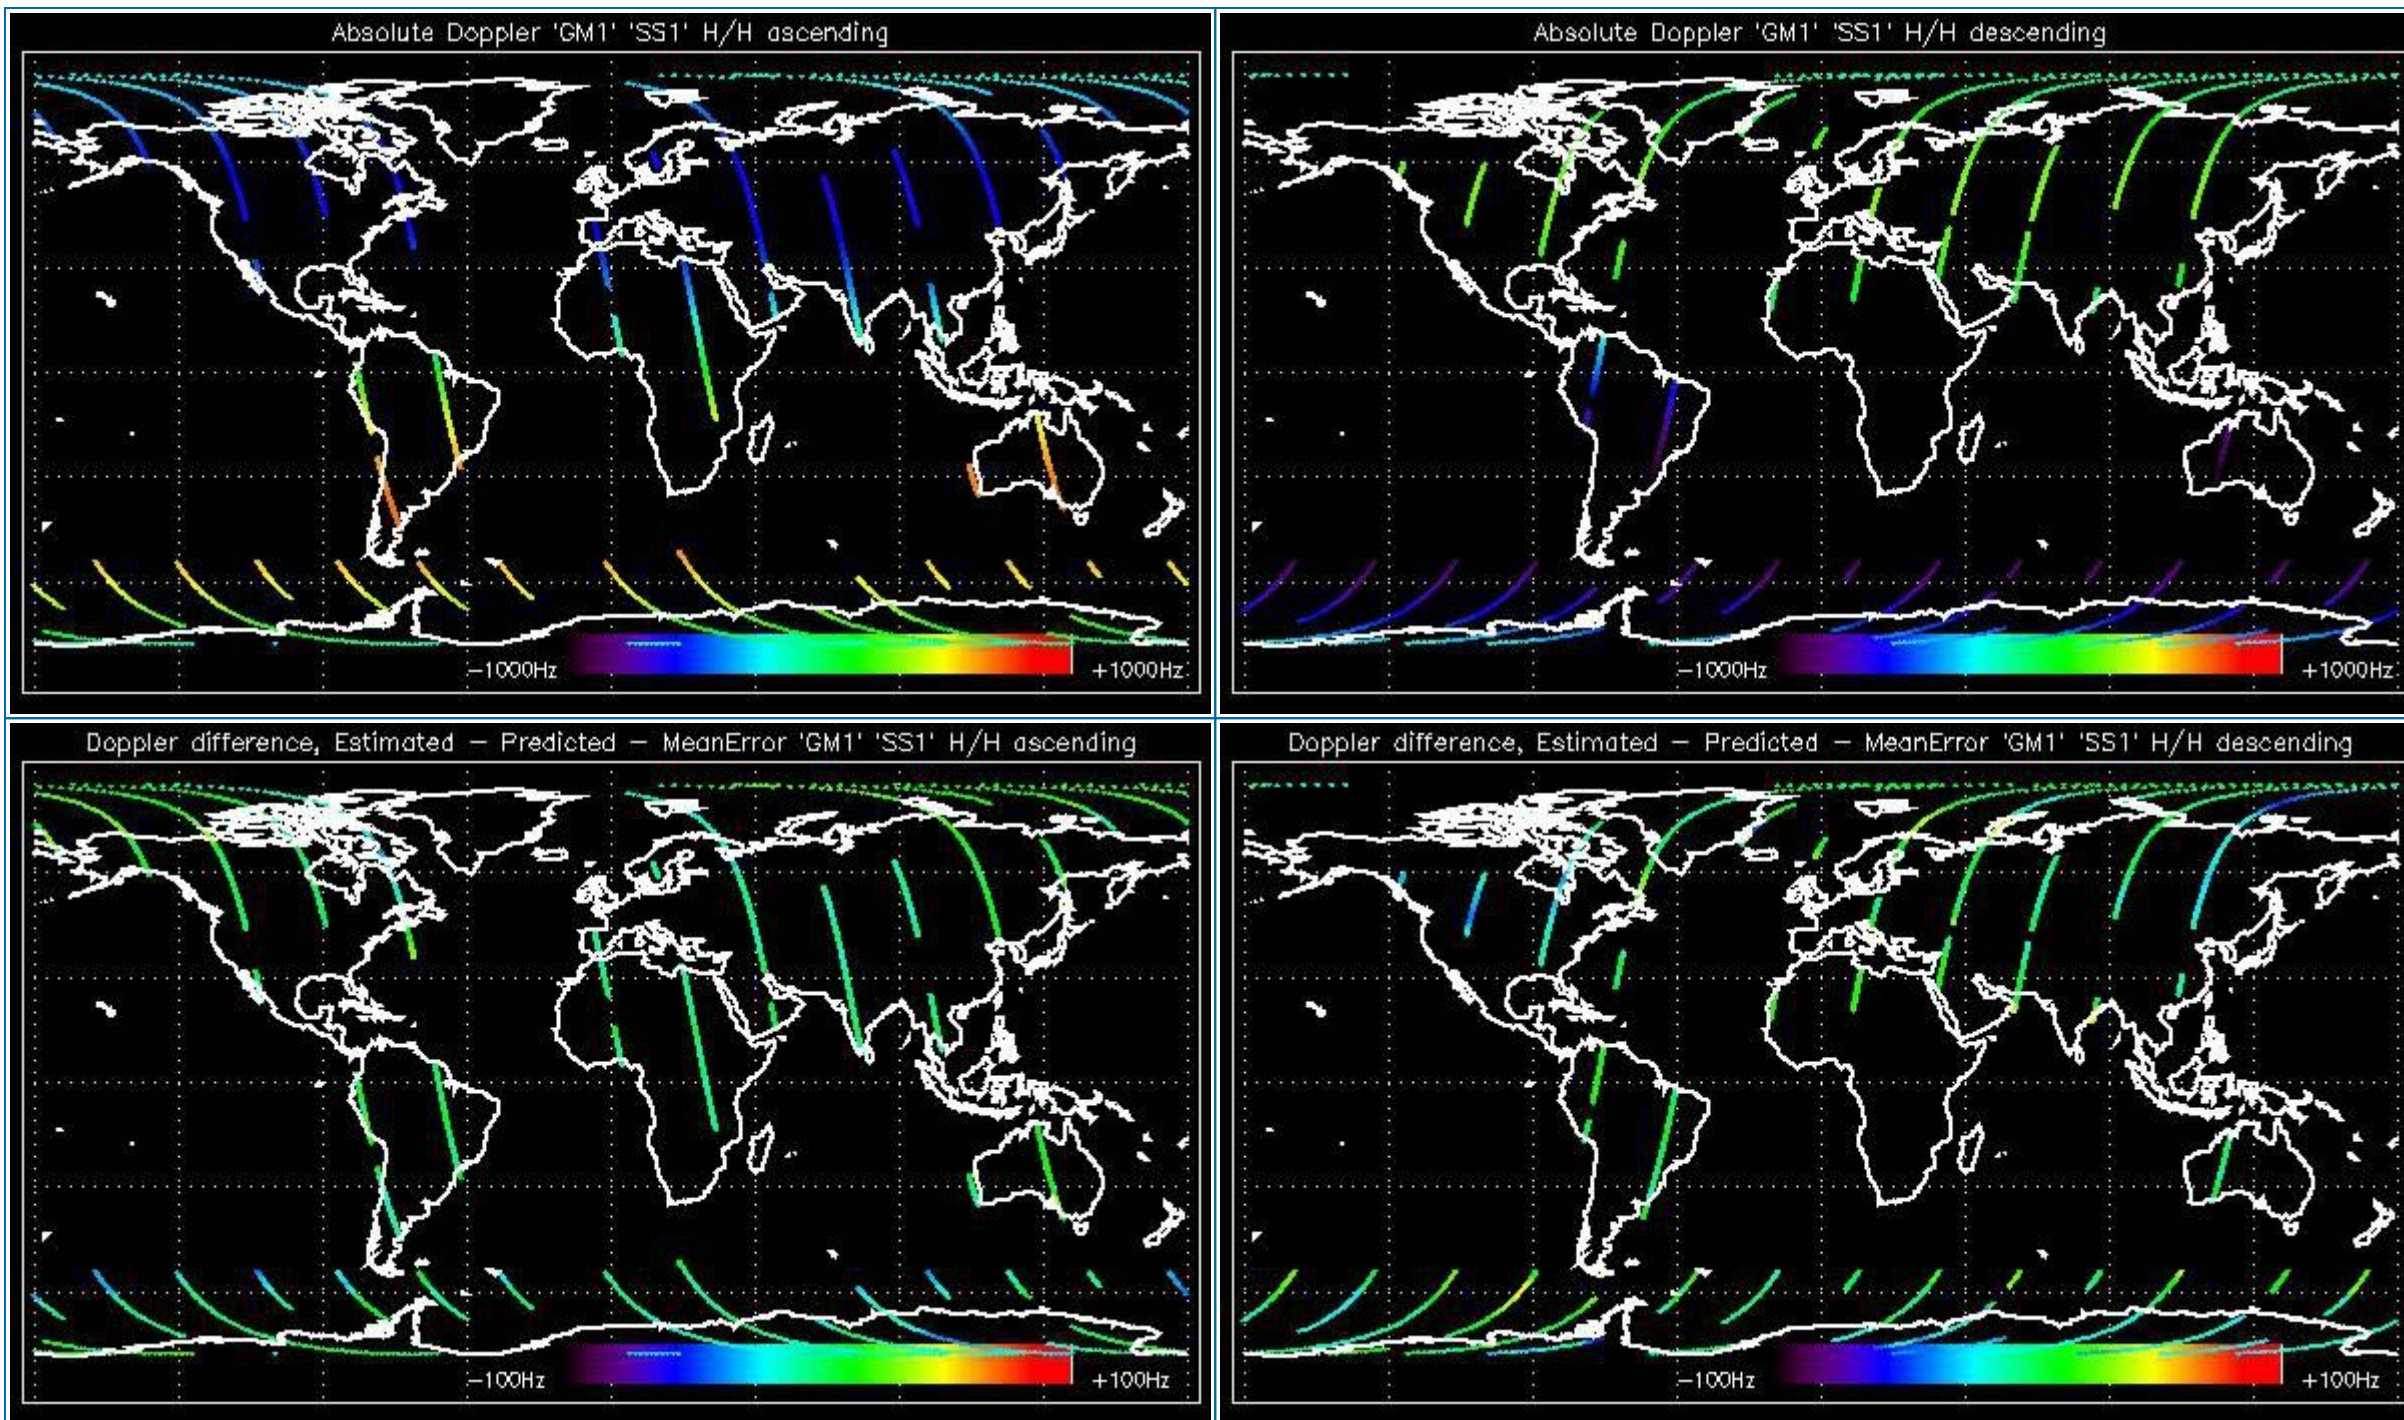 Absolute Doppler 'GM1' 'SS1' H/H ascending
-1000Hz
+1000Hz
Absolute Doppler 'GM1' 'SS1' H/H descending
-1000Hz
+1000Hz
Doppler difference, Estimated - Predicted - MeanError 'GM1' 'SS1' H/H ascending
-100Hz
+100Hz
Doppler difference, Estimated - Predicted - MeanError 'GM1' 'SS1' H/H descending
-100Hz
+100Hz